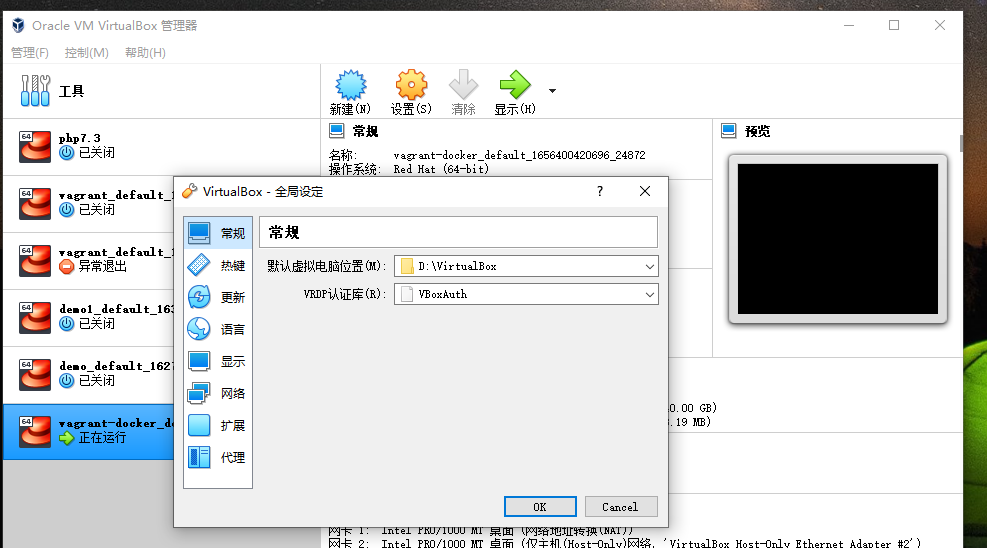 Oracle VM VirtualBox 管理器
管理(F) 控制(M) 帮助(H)
工具
新建(N) 设置(S) 清除 显示(H)
64 php7.3
已关闭
64 vagrant_default_1
已关闭
64 vagrant_default_1
异常退出
64 demo1_default_163
已关闭
64 demo_default_1627
已关闭
64 vagrant-docker_de
正在运行
常规
名称: vagrant-docker_default_1656400420696_24872
操作系统: Red Hat (64-bit)
预览
VirtualBox - 全局设定
?
常规
热键
更新
语言
显示
网络
扩展
代理
常规
默认虚拟电脑位置(M): D:\VirtualBox
VRDP认证库(R): VBoxAuth
OK Cancel
0.00 GB)
.19 MB)
网卡 1: Intel PRO/1000 MT 桌面 (网络地址转换(NAT))
网卡 2: Intel PRO/1000 MT 桌面 (仅主机(Host-Only)网络, 'VirtualBox Host-Only Ethernet Adapter #2')